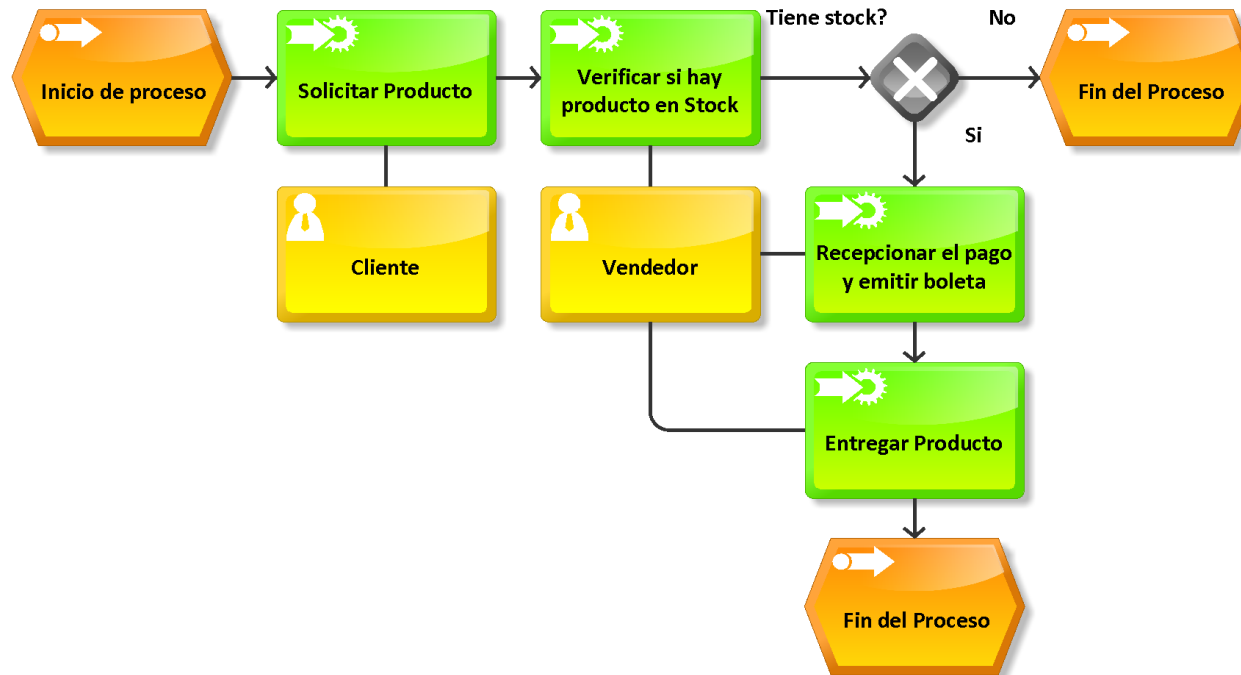 Tiene stock?
No
Inicio de proceso
Solicitar Producto
Verificar si hay
producto en Stock
Fin del Proceso
Si
Cliente
Vendedor
Recepcionar el pago
y emitir boleta
Entregar Producto
Fin del Proceso